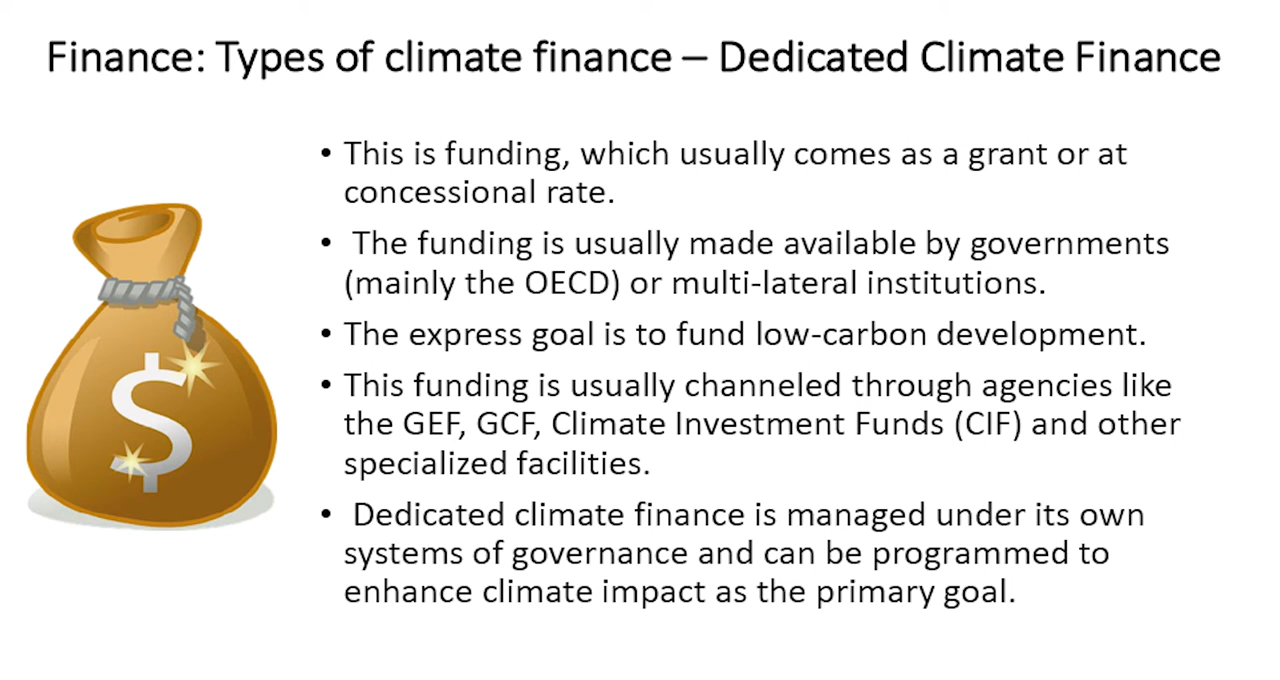 Finance: Types of climate finance – Dedicated Climate Finance
• This is funding, which usually comes as a grant or at
concessional rate.
• The funding is usually made available by governments
(mainly the OECD) or multi-lateral institutions.
• The express goal is to fund low-carbon development.
• This funding is usually channeled through agencies like
the GEF, GCF, Climate Investment Funds (CIF) and other
specialized facilities.
• Dedicated climate finance is managed under its own
systems of governance and can be programmed to
enhance climate impact as the primary goal.
$